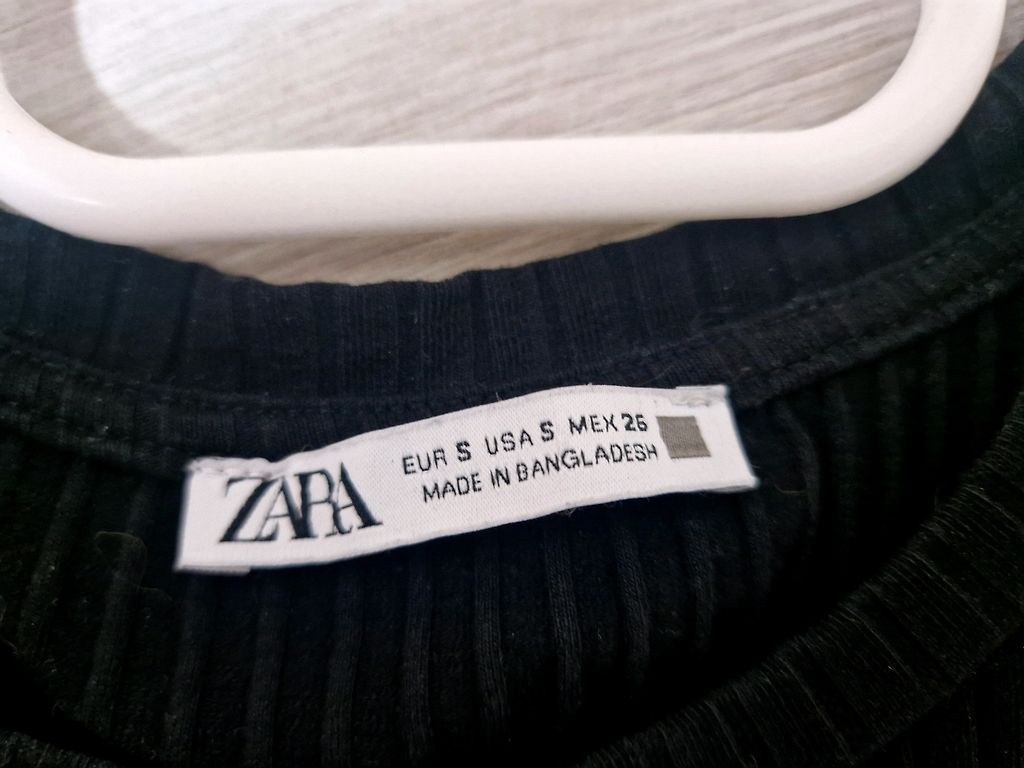 ZARA
EUR S USA S MEX 26
MADE IN BANGLADESH